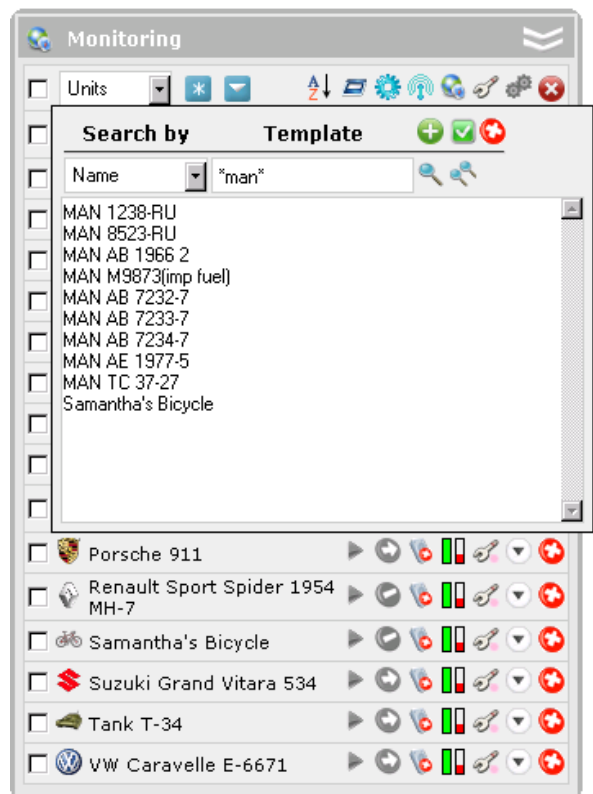 Monitoring
Units
Search by Template
Name "man"
MAN 1238-RU
MAN 8523-RU
MAN AB 1966 2
MAN M9873(imp fuel)
MAN AB 7232-7
MAN AB 7233-7
MAN AB 7234-7
MAN AE 1977-5
MAN TC 37-27
Samantha's Bicycle
Porsche 911
Renault Sport Spider 1954
MH-7
Samantha's Bicycle
Suzuki Grand Vitara 534
Tank T-34
VW Caravelle E-6671